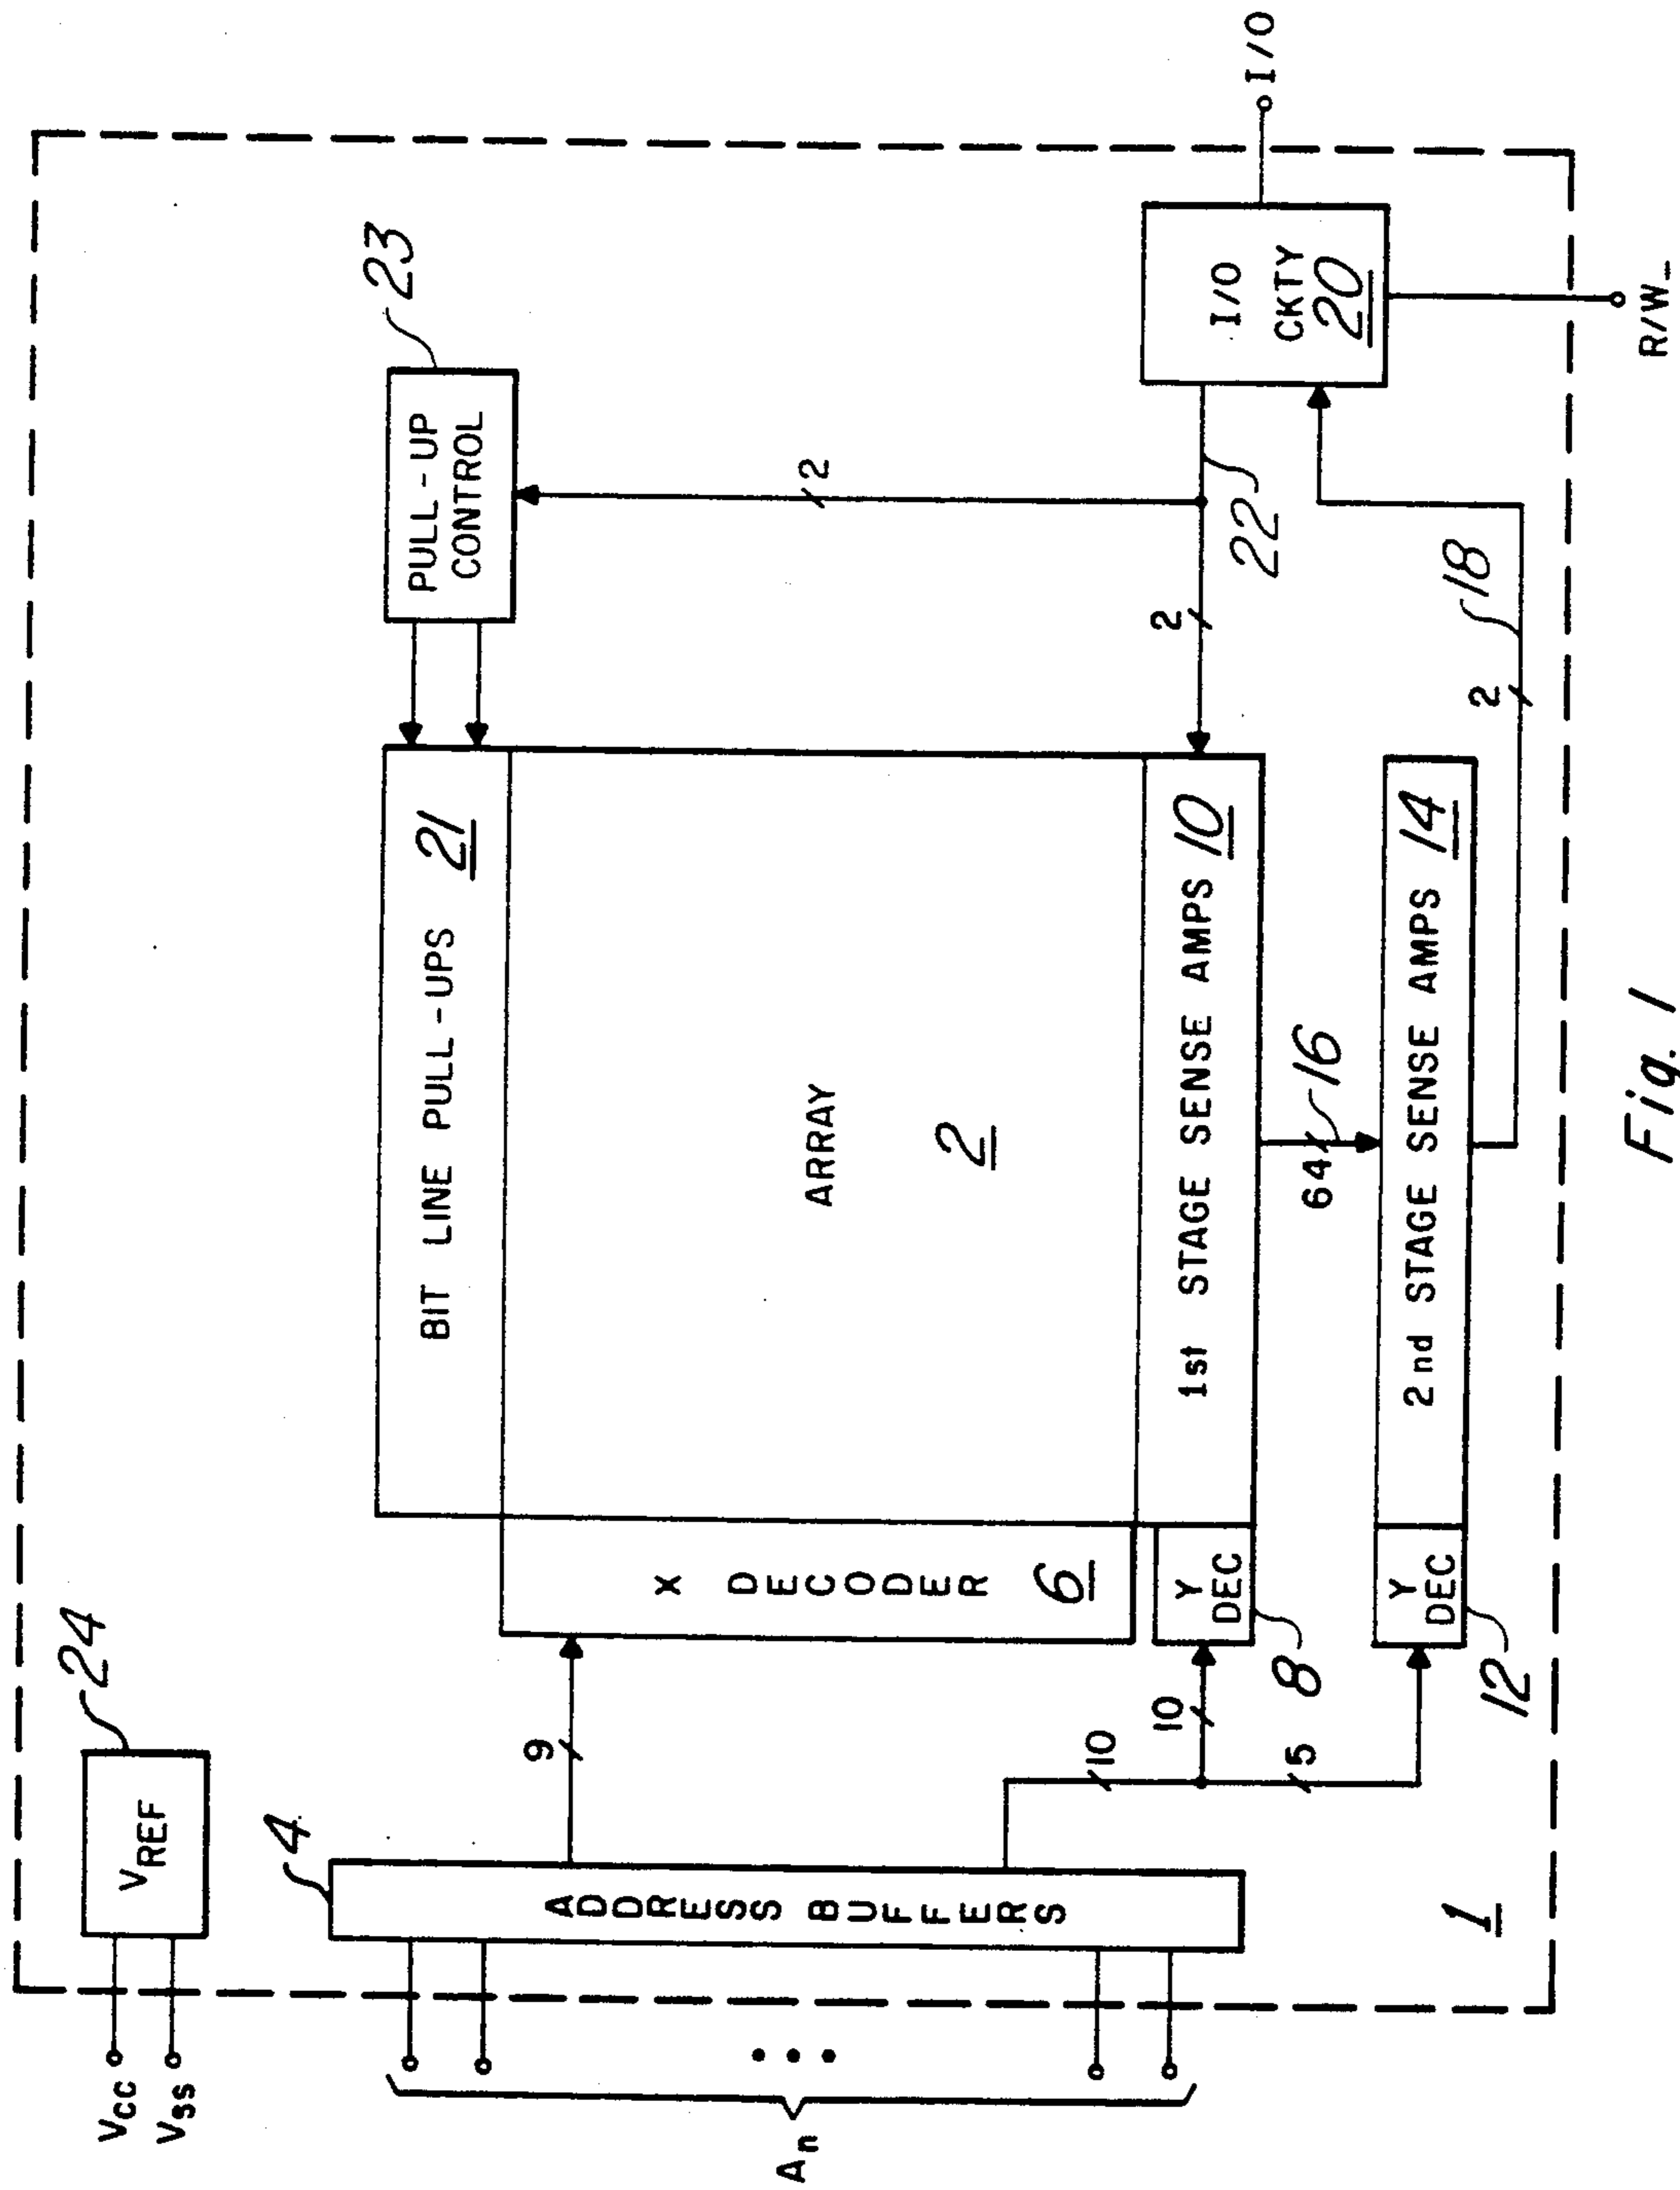 VCC
VSS
VREF
24
An
4
ADDRESS BUFFERS
9
10
10
5
X DECODER 6
Y
DEC
8
Y
DEC
12
BIT LINE PULL-UPS 21
ARRAY
2
1st STAGE SENSE AMPS 10
64
16
2nd STAGE SENSE AMPS 14
PULL-UP
CONTROL
23
2
2
22
2
18
I/O
CKTY
20
I/O
R/W_
1
Fig. 1